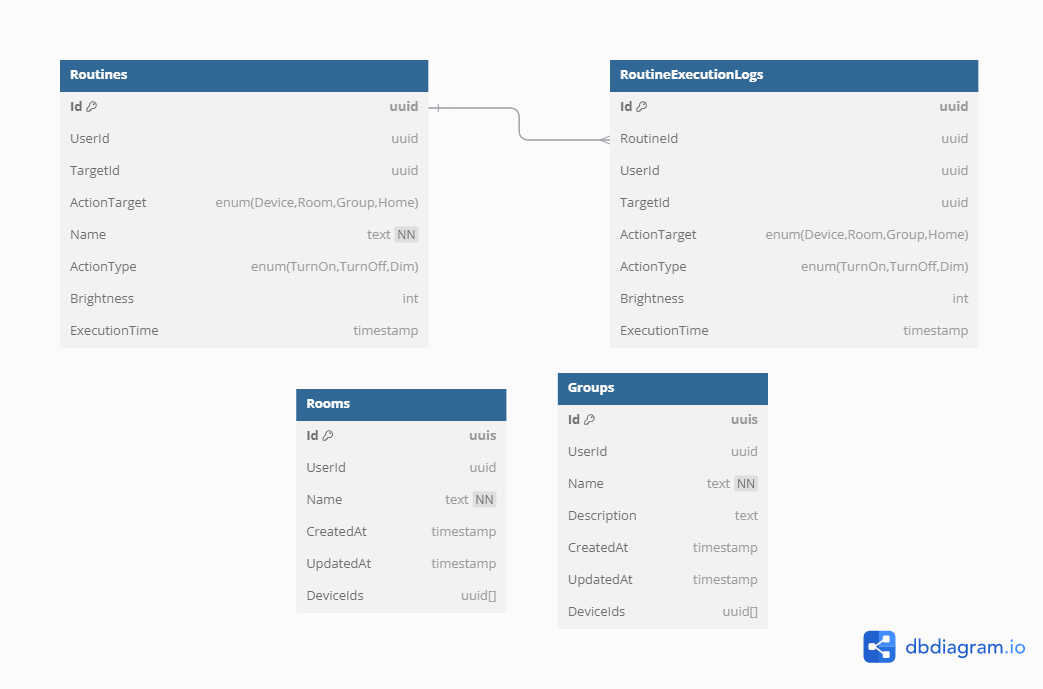 Routines
Id uuid
UserId uuid
TargetId uuid
ActionTarget enum(Device,Room,Group,Home)
Name text NN
ActionType enum(TurnOn,TurnOff,Dim)
Brightness int
ExecutionTime timestamp
RoutineExecutionLogs
Id uuid
RoutineId uuid
UserId uuid
TargetId uuid
ActionTarget enum(Device,Room,Group,Home)
ActionType enum(TurnOn,TurnOff,Dim)
Brightness int
ExecutionTime timestamp
Rooms
Id uuis
UserId uuid
Name text NN
CreatedAt timestamp
UpdatedAt timestamp
DeviceIds uuid[]
Groups
Id uuis
UserId uuid
Name text NN
Description text
CreatedAt timestamp
UpdatedAt timestamp
DeviceIds uuid[]
dbdiagram.io